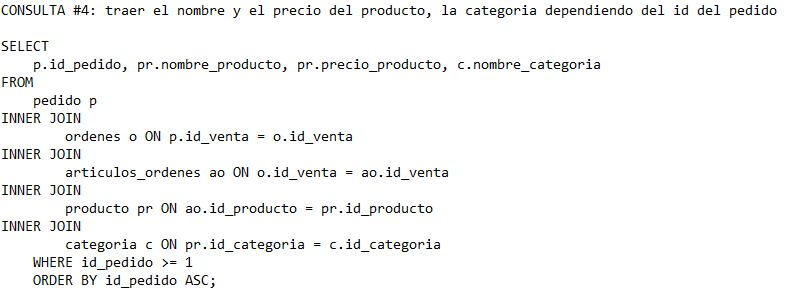 CONSULTA #4: traer el nombre y el precio del producto, la categoria dependiendo del id del pedido
SELECT
p.id_pedido, pr.nombre_producto, pr.precio_producto, c.nombre_categoria
FROM
pedido p
INNER JOIN
ordenes o ON p.id_venta = o.id_venta
INNER JOIN
articulos_ordenes ao ON o.id_venta = ao.id_venta
INNER JOIN
producto pr ON ao.id_producto = pr.id_producto
INNER JOIN
categoria c ON pr.id_categoria = c.id_categoria
WHERE id_pedido >= 1
ORDER BY id_pedido ASC;